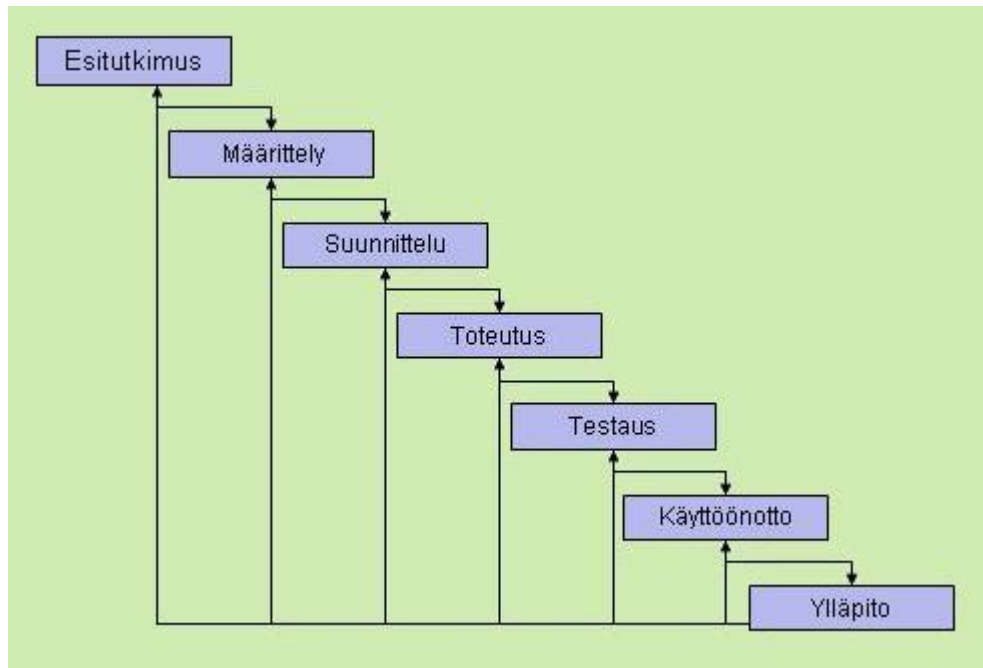 Esitutkimus
Määrittely
Suunnittelu
Toteutus
Testaus
Käyttöönotto
Ylläpito